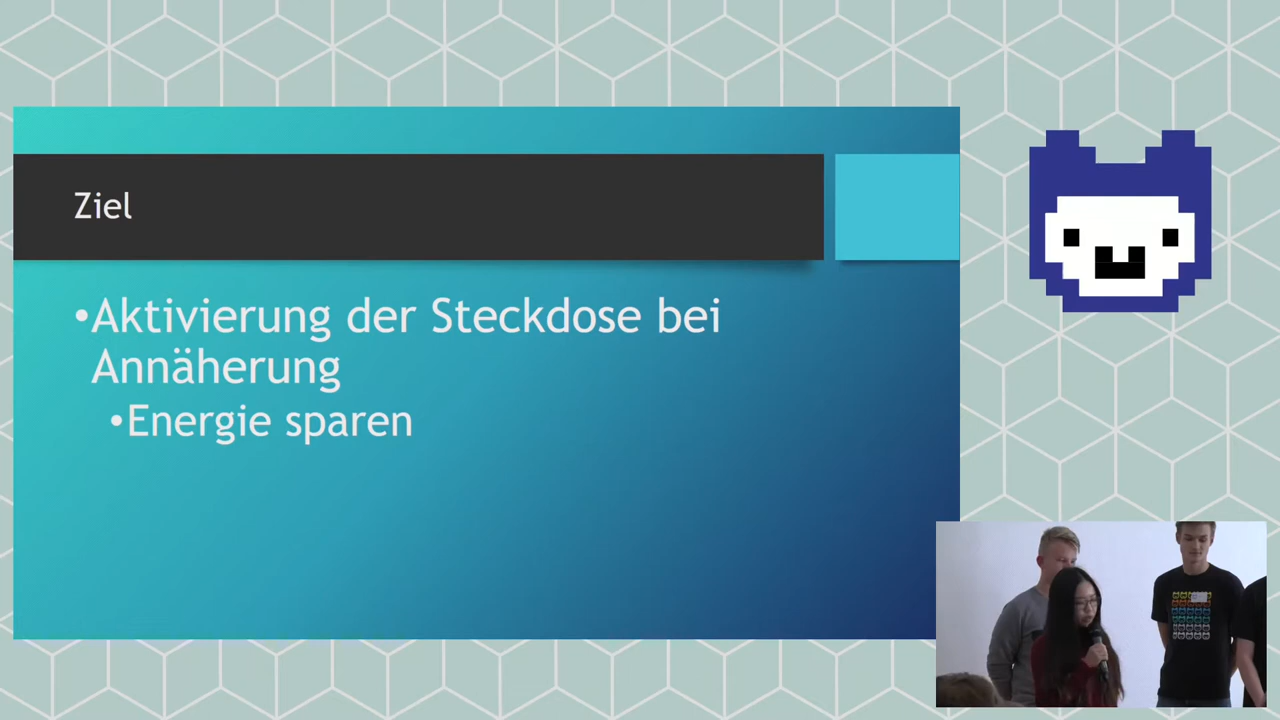 Ziel
•Aktivierung der Steckdose bei
Annäherung
•Energie sparen